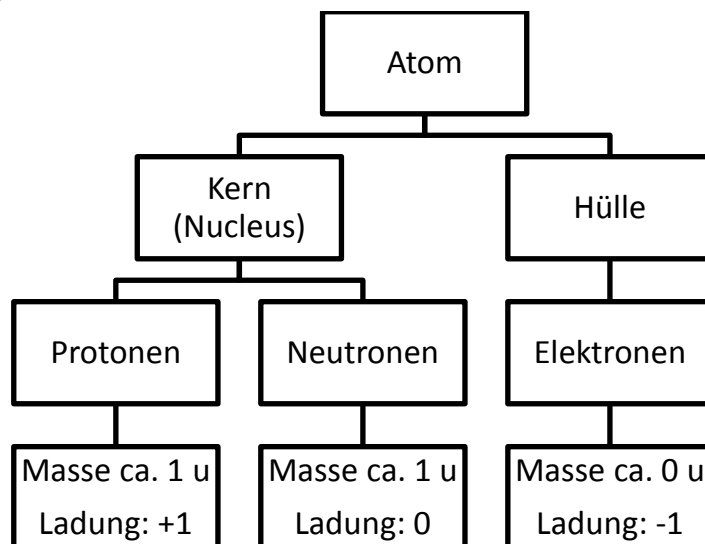 Atom
Kern
(Nucleus)
Hülle
Protonen
Neutronen
Elektronen
Masse ca. 1 u
Ladung: +1
Masse ca. 1 u
Ladung: 0
Masse ca. 0 u
Ladung: -1